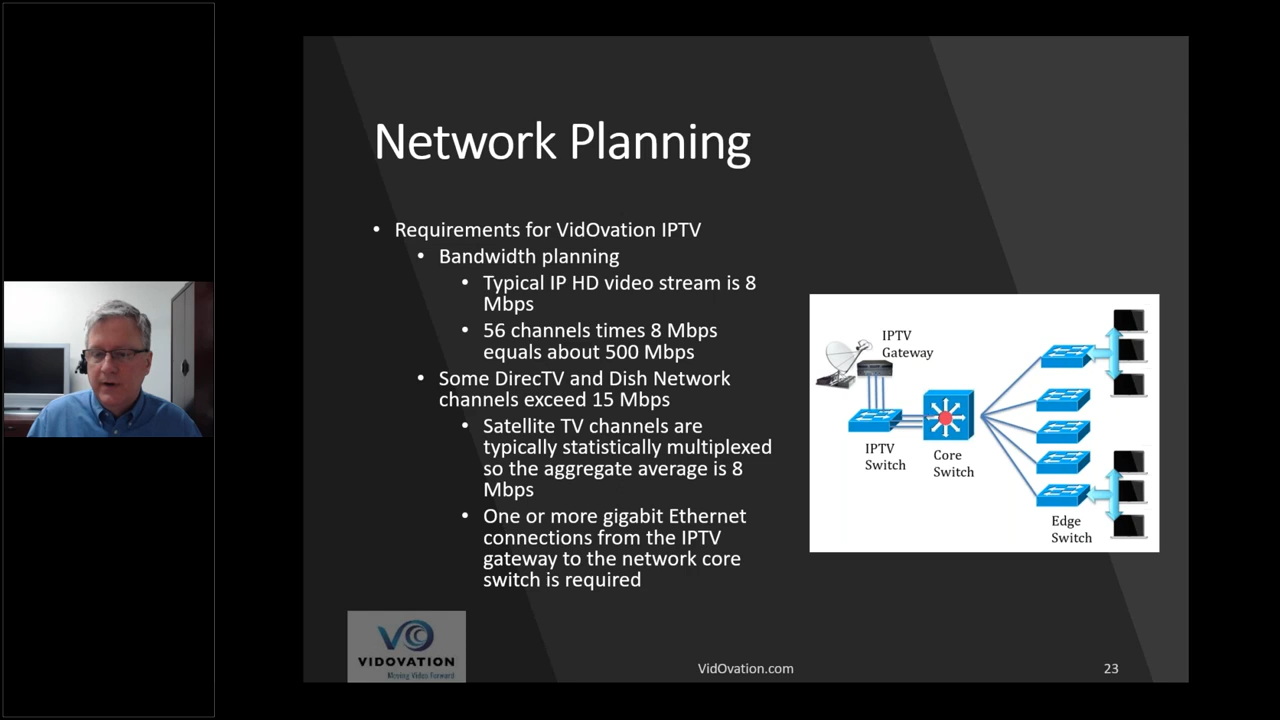 Network Planning
• Requirements for VidOvation IPTV
• Bandwidth planning
• Typical IP HD video stream is 8
Mbps
• 56 channels times 8 Mbps
equals about 500 Mbps
• Some DirecTV and Dish Network
channels exceed 15 Mbps
• Satellite TV channels are
typically statistically multiplexed
so the aggregate average is 8
Mbps
• One or more gigabit Ethernet
connections from the IPTV
gateway to the network core
switch is required
IPTV
Gateway
IPTV
Switch
Core
Switch
Edge
Switch
VO
VIDOVATION
Moving Video Forward
VidOvation.com
23